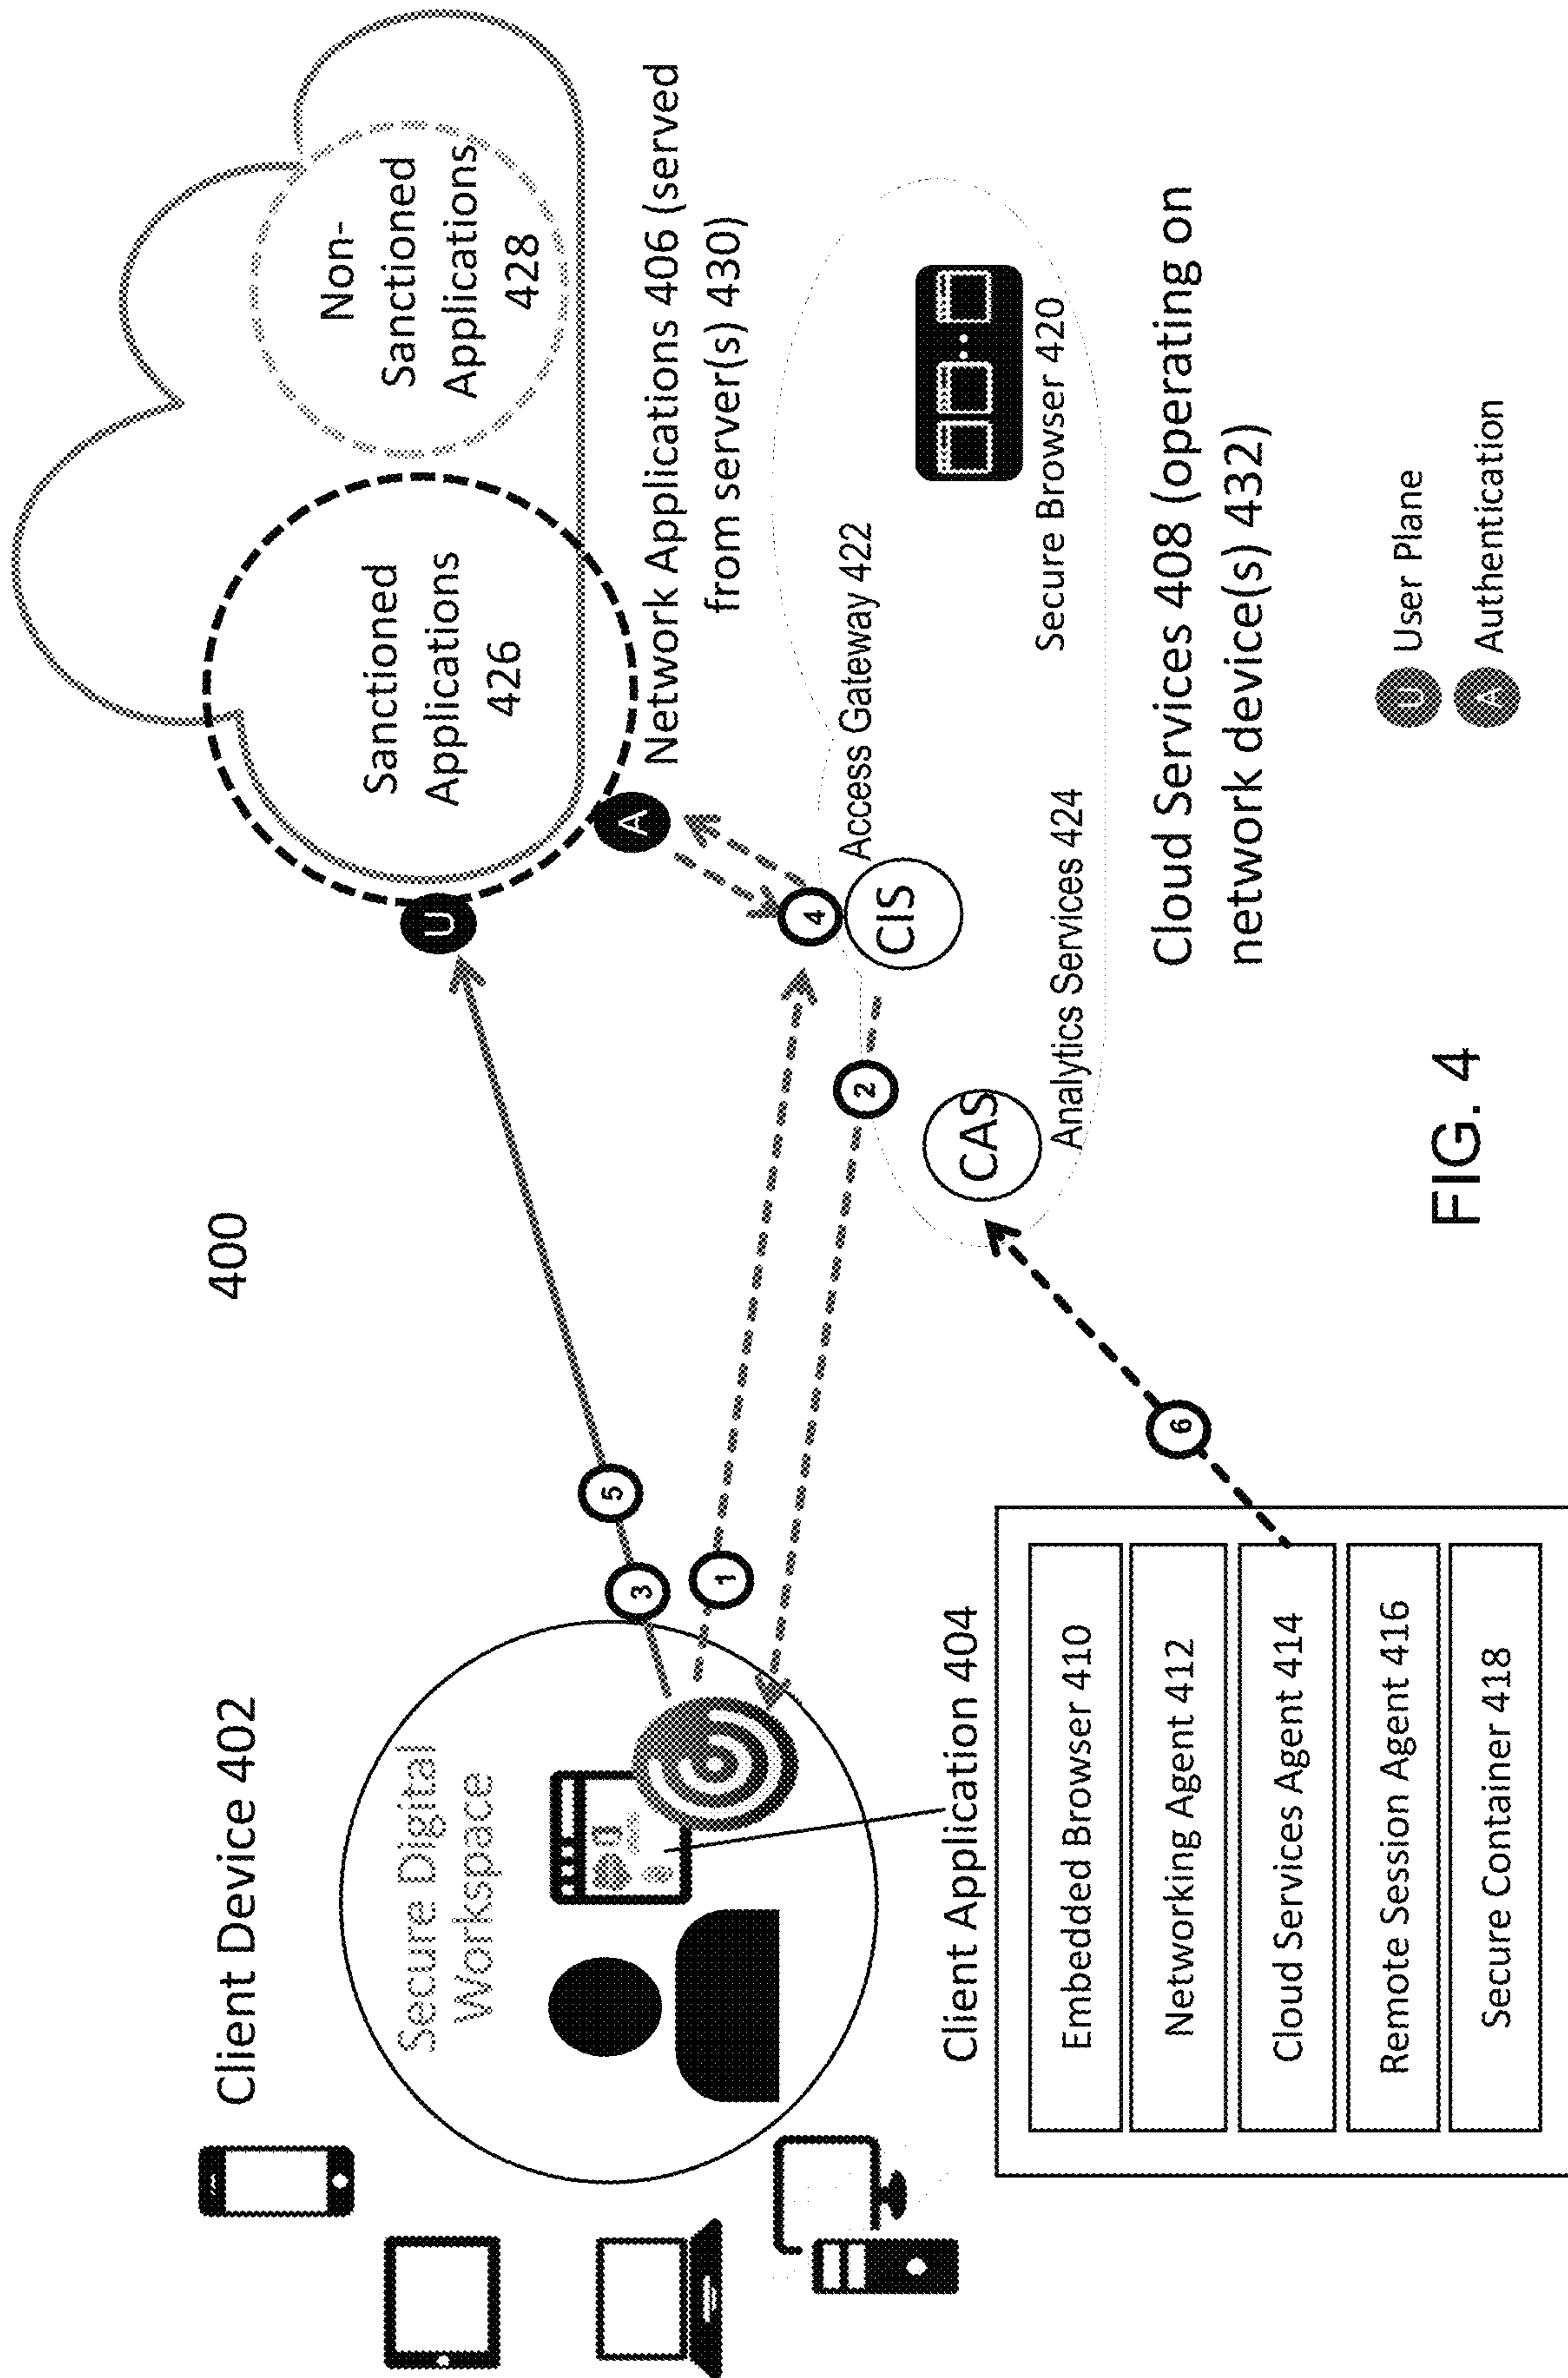 400
Client Device 402
Secure Digital
Workspace
3
5
1
2
4
6
U
A
Sanctioned
Applications
426
Non-
Sanctioned
Applications
428
Network Applications 406 (served
from server(s) 430)
Access Gateway 422
CIS
CAS
Analytics Services 424
Secure Browser 420
Cloud Services 408 (operating on
network device(s) 432)
Client Application 404
Embedded Browser 410
Networking Agent 412
Cloud Services Agent 414
Remote Session Agent 416
Secure Container 418
U User Plane
A Authentication
FIG. 4